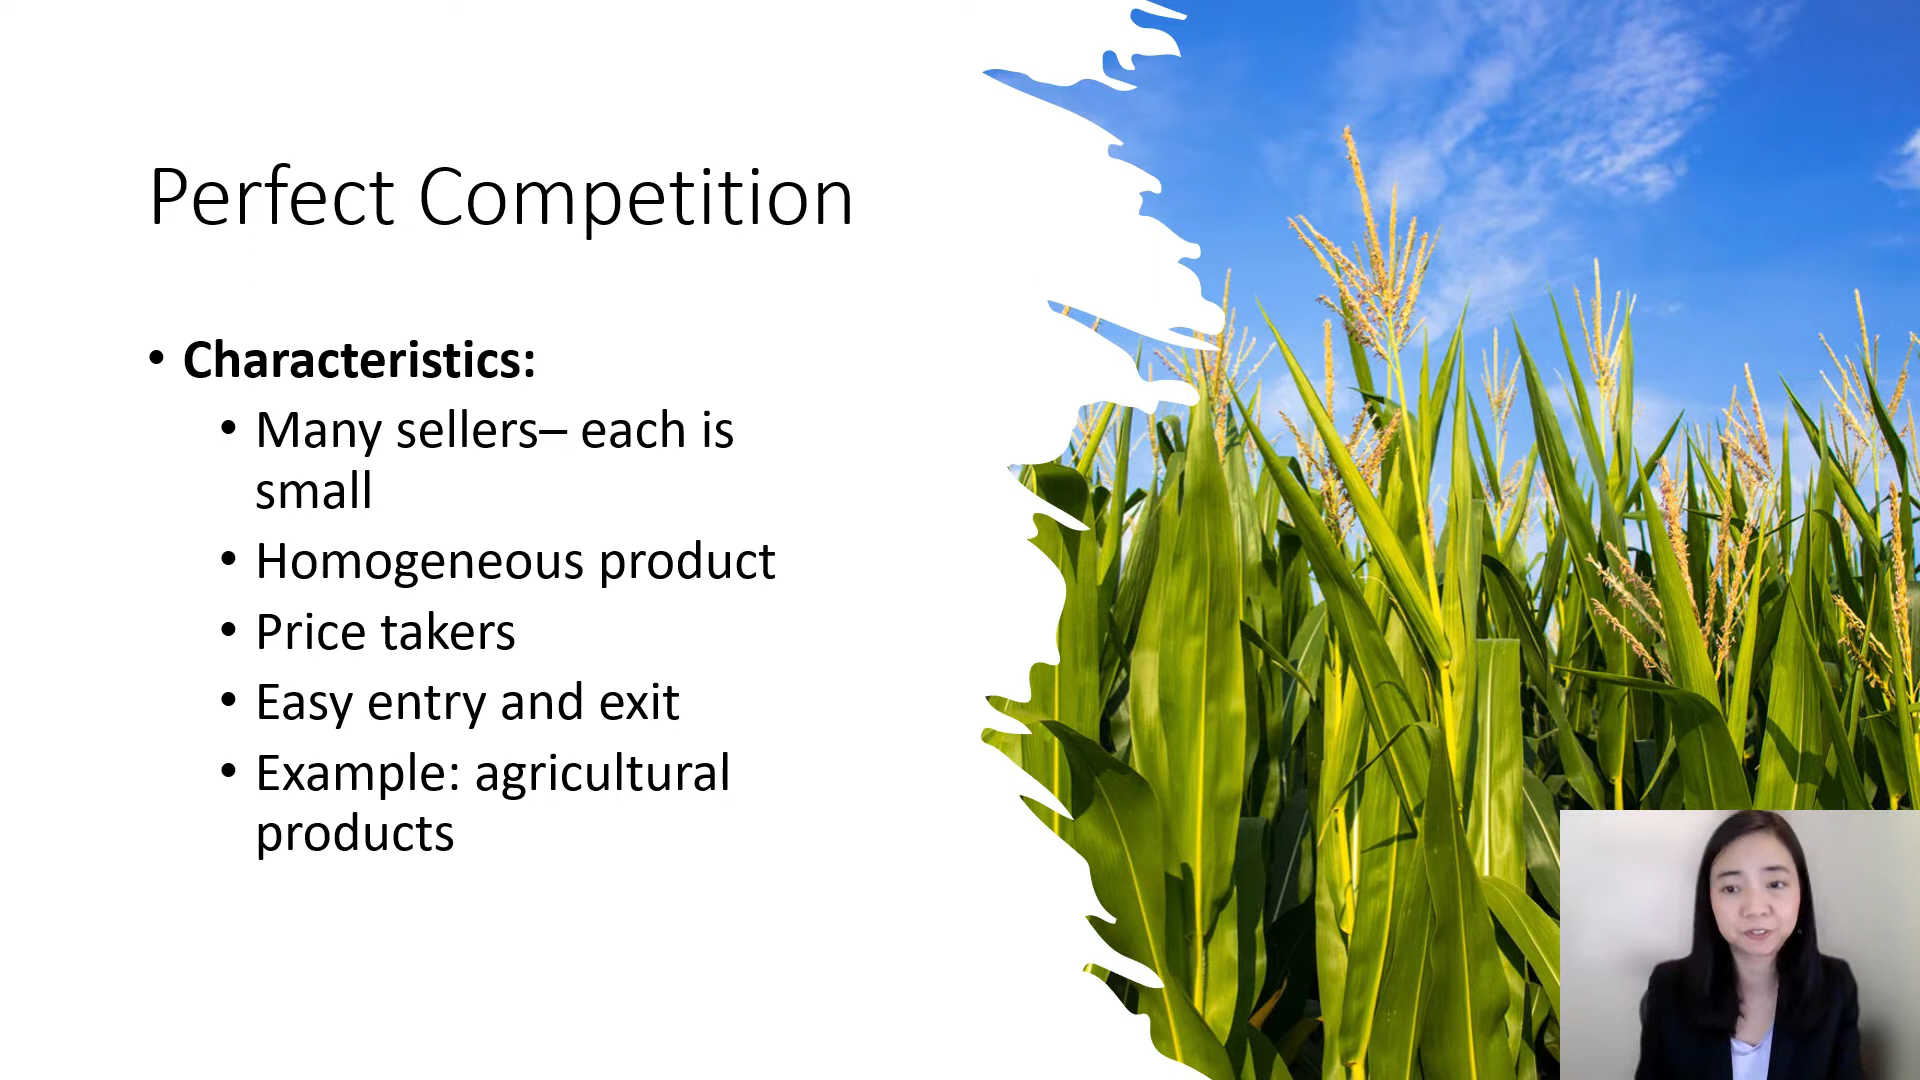 Perfect Competition
• Characteristics:
• Many sellers– each is
small
• Homogeneous product
• Price takers
• Easy entry and exit
• Example: agricultural
products